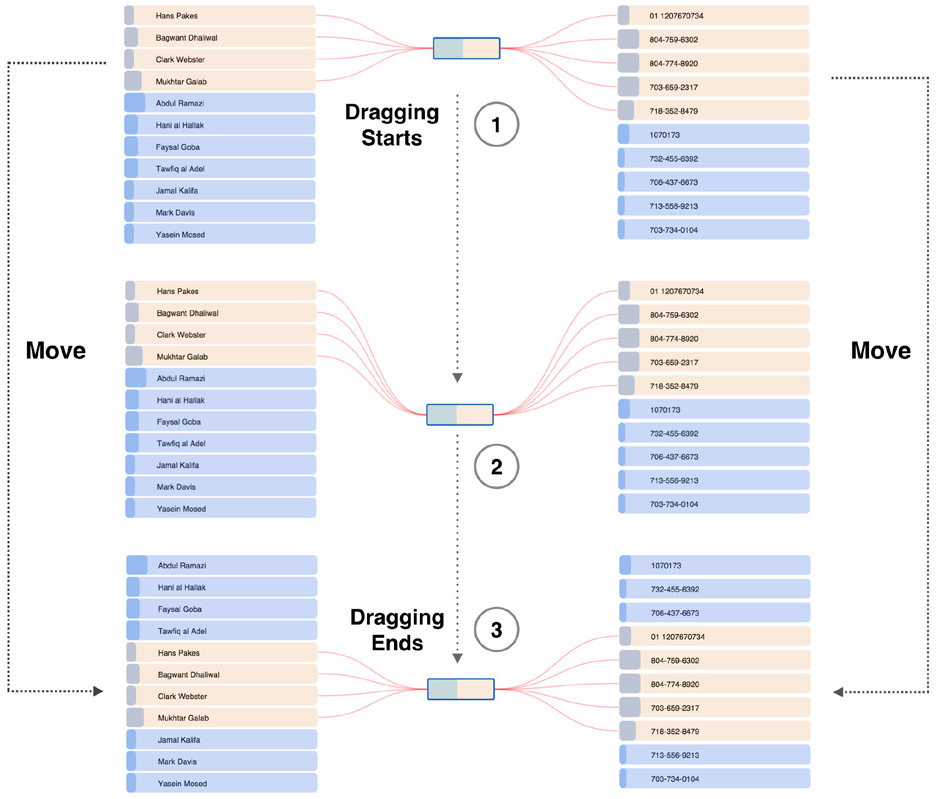 Hans Pakes
Bagwant Dhaliwal
Clark Webster
Mukhtar Galab
Abdul Ramazi
Hani al Hallak
Faysal Goba
Tawfiq al Adel
Jamal Kalifa
Mark Davis
Yasein Mosed
Dragging
Starts
1
01 1207670734
804-759-6302
804-774-8920
703-659-2317
718-352-8479
1070173
732-455-6392
706-437-6673
713-556-9213
703-734-0104
Move
Hans Pakes
Bagwant Dhaliwal
Clark Webster
Mukhtar Galab
Abdul Ramazi
Hani al Hallak
Faysal Goba
Tawfiq al Adel
Jamal Kalifa
Mark Davis
Yasein Mosed
2
01 1207670734
804-759-6302
804-774-8920
703-659-2317
718-352-8479
1070173
732-455-6392
706-437-6673
713-556-9213
703-734-0104
Move
Abdul Ramazi
Hani al Hallak
Faysal Goba
Tawfiq al Adel
Hans Pakes
Bagwant Dhaliwal
Clark Webster
Mukhtar Galab
Jamal Kalifa
Mark Davis
Yasein Mosed
Dragging
Ends
3
1070173
732-455-6392
706-437-6673
01 1207670734
804-759-6302
804-774-8920
703-659-2317
718-352-8479
713-556-9213
703-734-0104